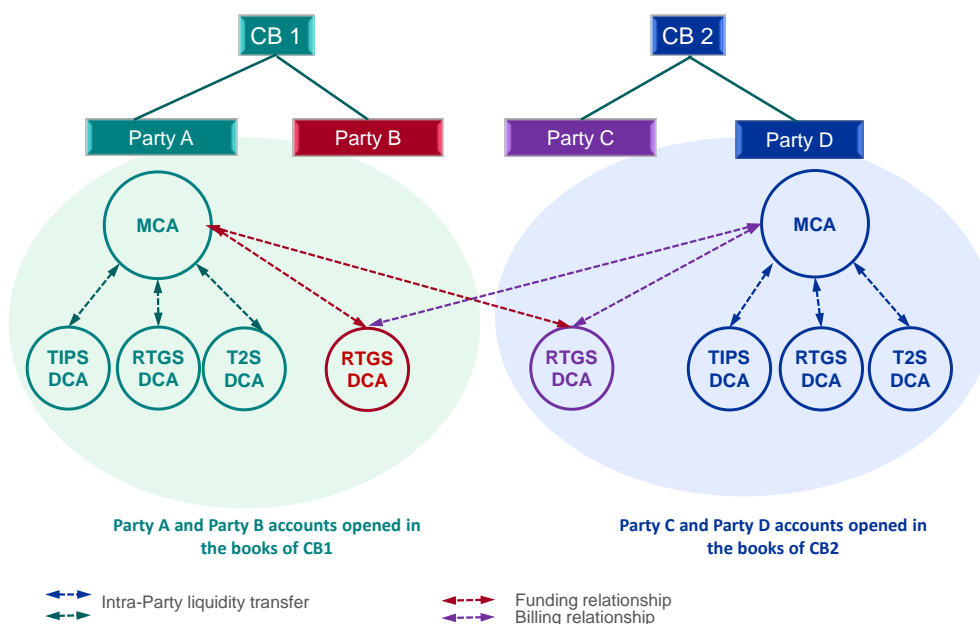 CB 1
CB 2
Party A
Party B
Party C
Party D
MCA
MCA
TIPS
DCA
RTGS
DCA
T2S
DCA
RTGS
DCA
RTGS
DCA
TIPS
DCA
RTGS
DCA
T2S
DCA
Party A and Party B accounts opened in
the books of CB1
Party C and Party D accounts opened in
the books of CB2
Intra-Party liquidity transfer
Funding relationship
Billing relationship